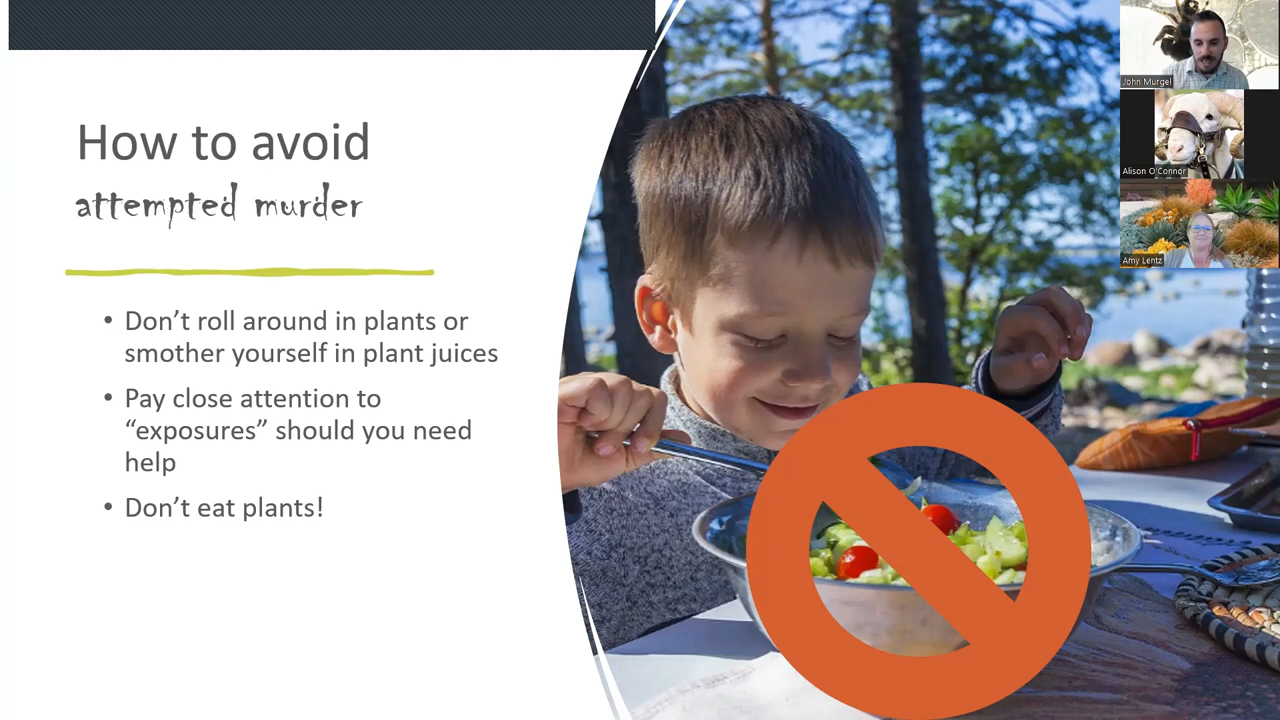 How to avoid
attempted murder
• Don’t roll around in plants or
smother yourself in plant juices
• Pay close attention to
“exposures” should you need
help
• Don’t eat plants!
John Murgel
Alison O'Connor
Amy Lentz